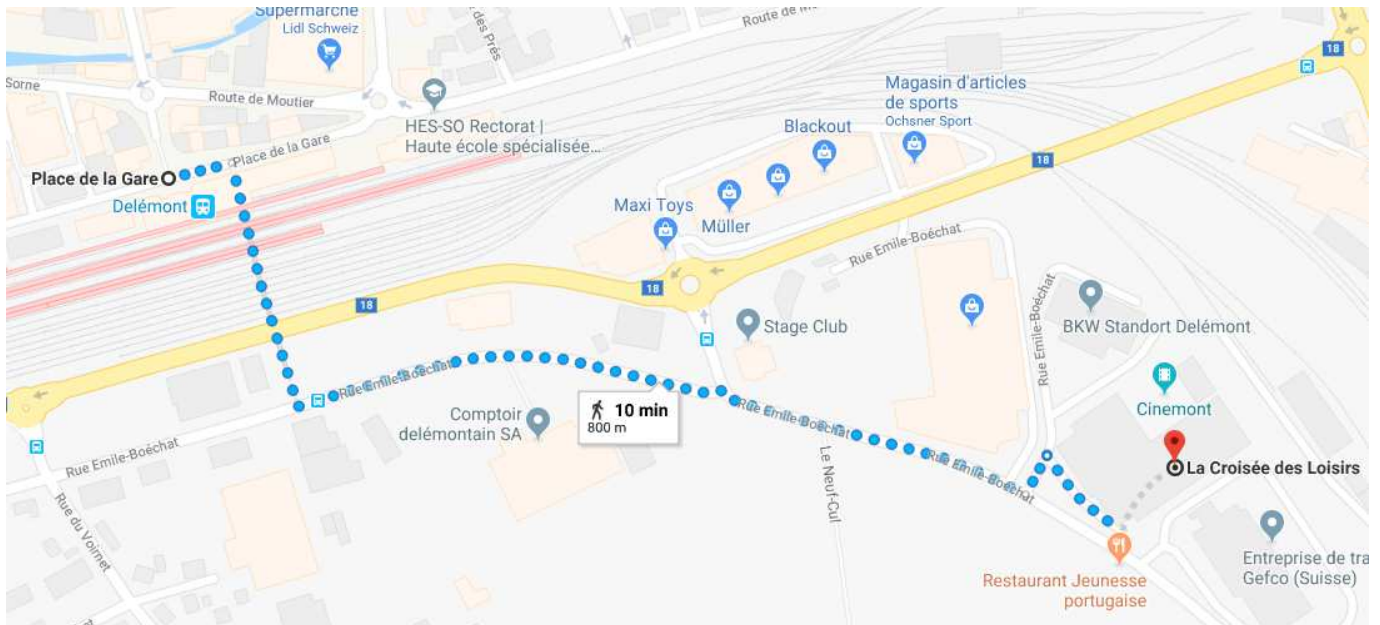 Supermarché
Lidl Schweiz
Route de
des Prés
18
Sorne
Route de Moutier
HES-SO Rectorat |
Haute école spécialisée...
Magasin d'articles
de sports
Ochsner Sport
Blackout
Place de la Gare
18
Place de la Gare
Delémont
Maxi Toys
Müller
Rue Emile-Boéchat
18
18
Stage Club
Rue Emile-Boéchat
BKW Standort Delémont
Rue Emile-Boéchat
10 min
800 m
Cinemont
Comptoir
delémontain SA
Rue Emile-Boéchat
Rue Emile-Boéchat
Le Neuf-Cul
Rue Emile-Boéchat
La Croisée des Loisirs
Rue du Voirnet
Entreprise de tra
Gefco (Suisse)
Restaurant Jeunesse
portugaise